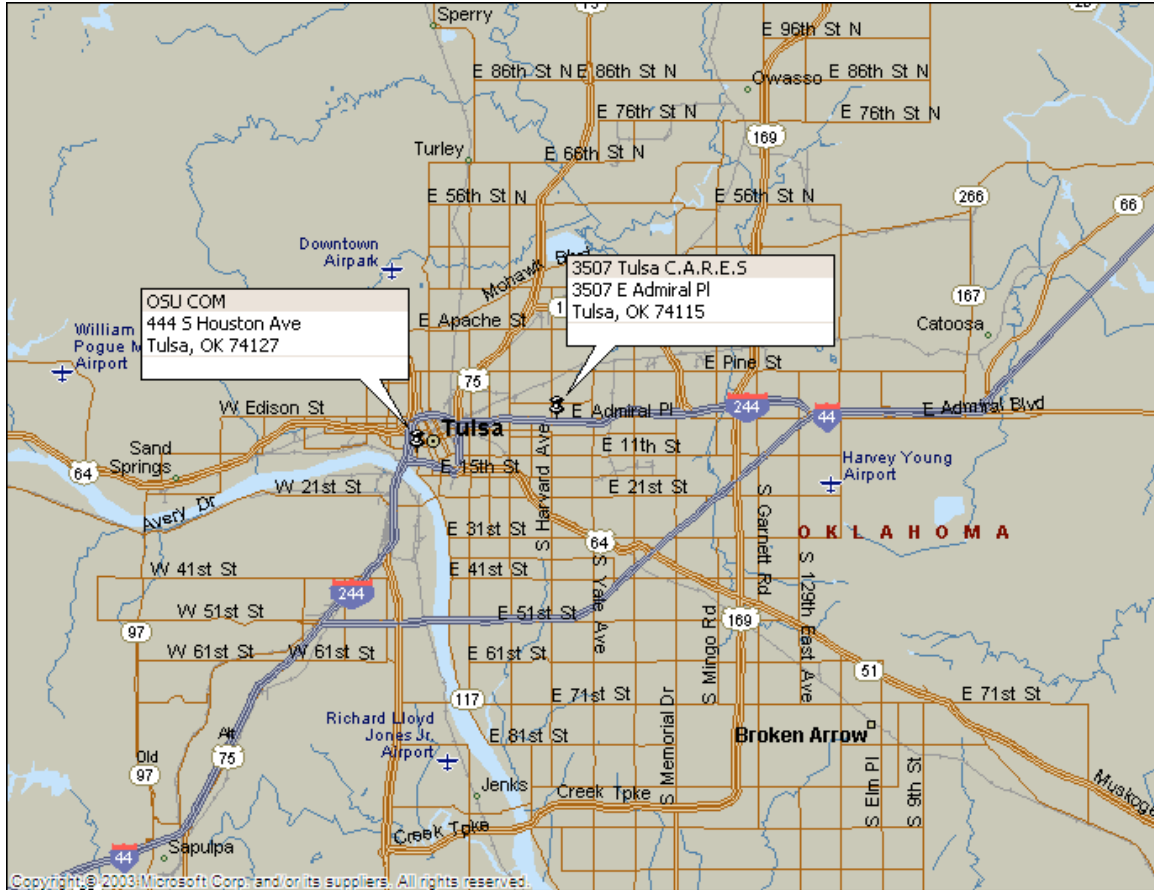 Sperry
75
20
E 96th St N
E 86th St N
E 86th St N
Owasso
E 86th St N
E 76th St N
E 76th St N
169
Turley
E 66th St N
E 56th St N
E 56th St N
266
66
Downtown
Airpark
Mohawk Blvd
3507 Tulsa C.A.R.E.S
3507 E Admiral Pl
Tulsa, OK 74115
OSU COM
444 S Houston Ave
Tulsa, OK 74127
167
E Apache St
1
Catoosa
William
Pogue M
Airport
E Pine St
75
W Edison St
E Admiral Pl
244
44
E Admiral Blvd
Tulsa
Sand
Springs
64
E 11th St
E 15th St
Harvey Young
Airport
W 21st St
E 21st St
Avery Dr
S Harvard Ave
S Garnett Rd
E 31st St
64
OKLAHOMA
W 41st St
E 41st St
S Yale Ave
S 129th East Ave
244
W 51st St
E 51st St
S Mingo Rd
169
97
W 61st St
W 61st St
E 61st St
51
117
E 71st St
E 71st St
Richard Lloyd
Jones Jr.
Airport
S Memorial Dr
E 81st St
Broken Arrow
Alt
75
Old
97
Jenks
Creek Tpke
S Elm Pl
S 9th St
Muskoge
Creek Tpke
44
Sapulpa
Copyright © 2003 Microsoft Corp. and/or its suppliers. All rights reserved.